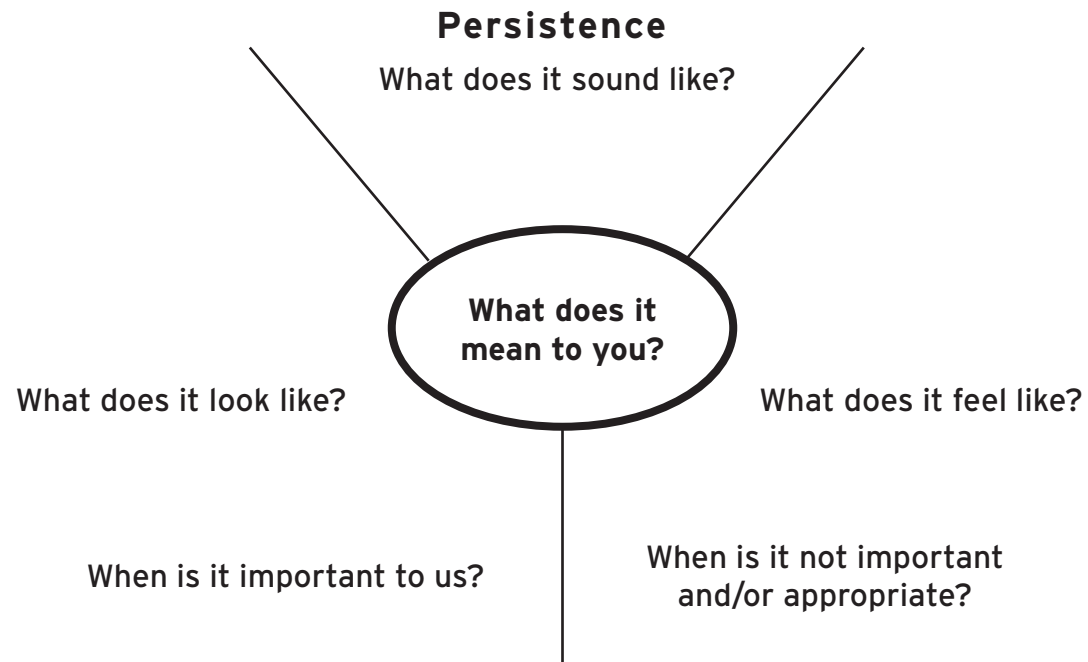 Persistence
What does it sound like?
What does it
mean to you?
What does it look like?
What does it feel like?
When is it important to us?
When is it not important
and/or appropriate?